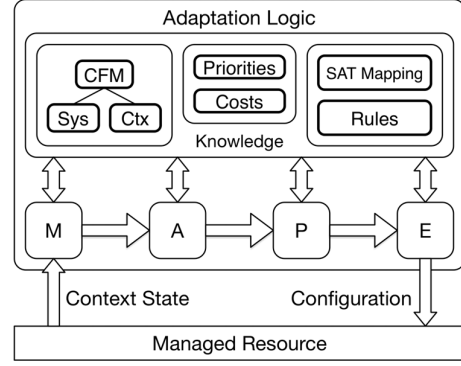 Adaptation Logic
CFM
Sys
Ctx
Priorities
Costs
SAT Mapping
Rules
Knowledge
M
A
P
E
Context State
Configuration
Managed Resource